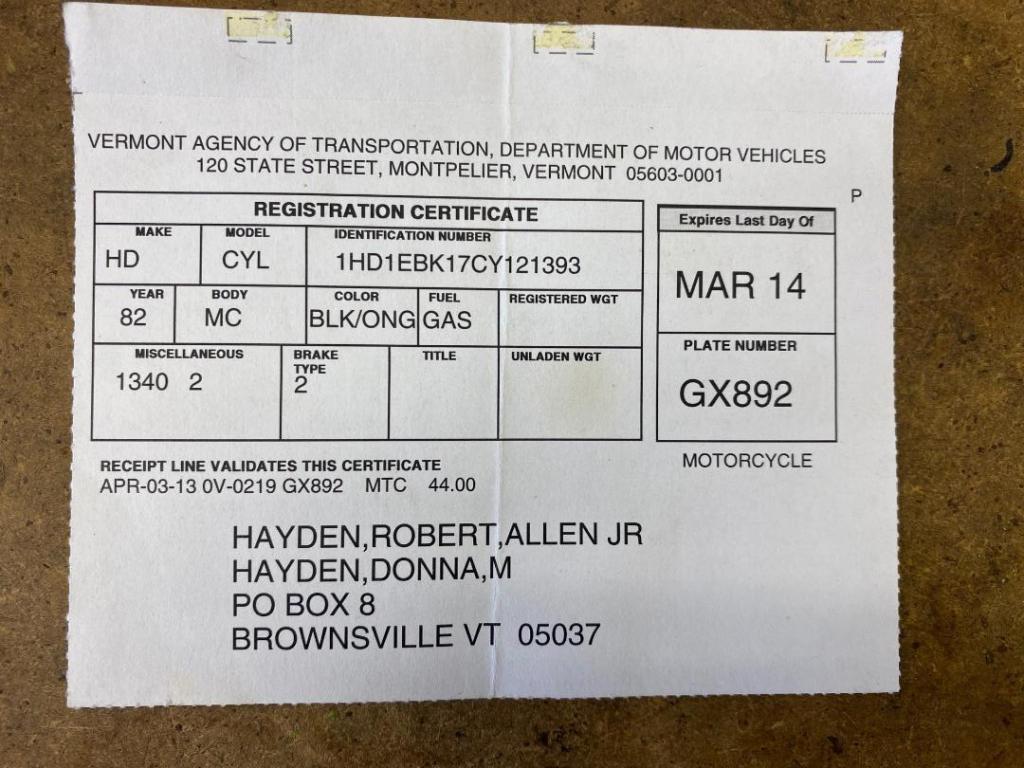 VERMONT AGENCY OF TRANSPORTATION, DEPARTMENT OF MOTOR VEHICLES
120 STATE STREET, MONTPELIER, VERMONT 05603-0001
P
REGISTRATION CERTIFICATE
MAKE MODEL IDENTIFICATION NUMBER
HD CYL 1HD1EBK17CY121393
YEAR BODY COLOR FUEL REGISTERED WGT
82 MC BLK/ONG GAS
MISCELLANEOUS BRAKE TYPE TITLE UNLADEN WGT
1340 2 2
Expires Last Day Of
MAR 14
PLATE NUMBER
GX892
MOTORCYCLE
RECEIPT LINE VALIDATES THIS CERTIFICATE
APR-03-13 0V-0219 GX892 MTC 44.00
HAYDEN,ROBERT,ALLEN JR
HAYDEN,DONNA,M
PO BOX 8
BROWNSVILLE VT 05037